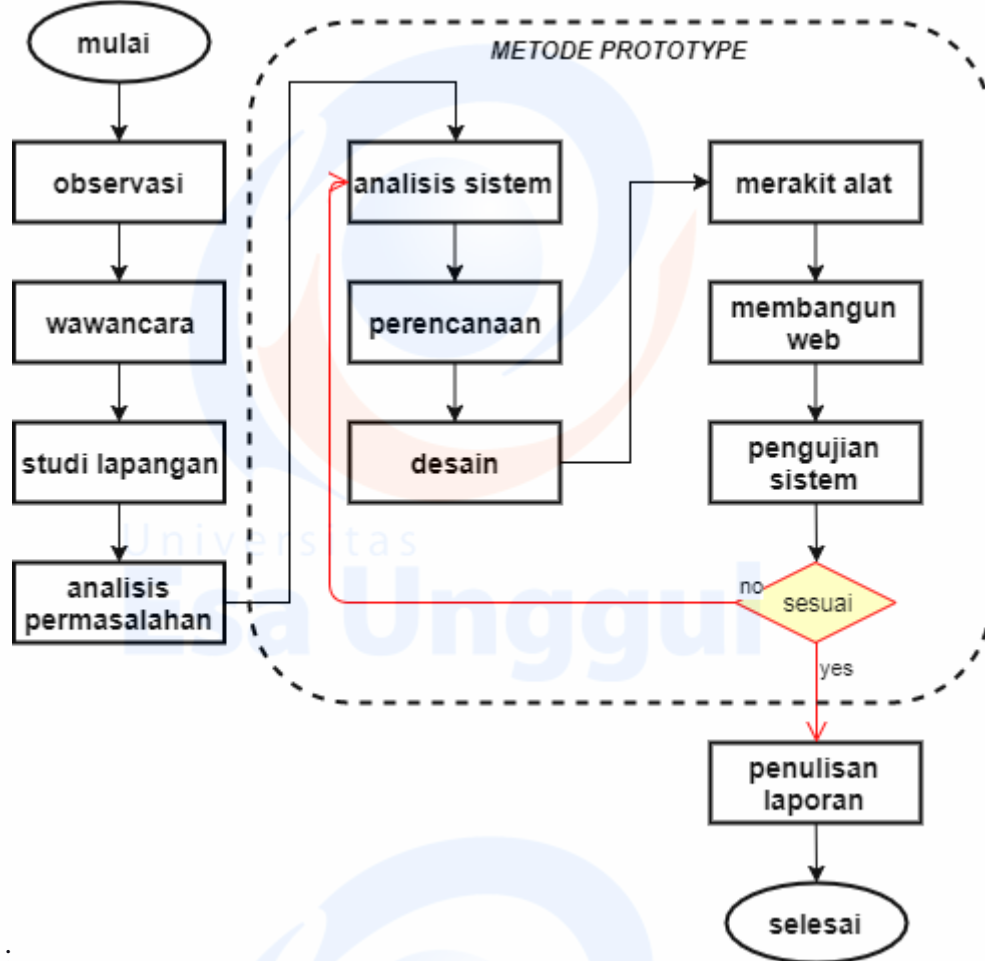 mulai
observasi
wawancara
studi lapangan
analisis
permasalahan
METODE PROTOTYPE
analisis sistem
perencanaan
desain
merakit alat
membangun
web
pengujian
sistem
sesuai
no
yes
penulisan
laporan
selesai
Universitas
Esa Unggul
.